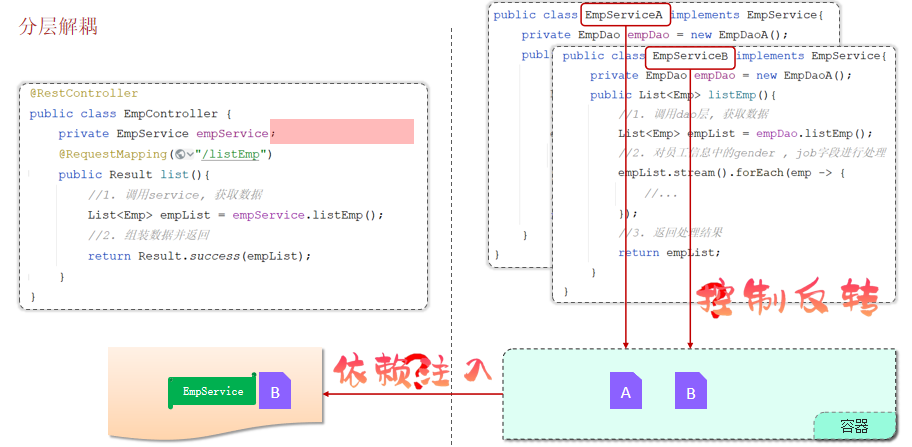 分层解耦
@RestController
public class EmpController {
private EmpService empService;
@RequestMapping("/listEmp")
public Result list(){
//1. 调用service, 获取数据
List<Emp> empList = empService.listEmp();
//2. 组装数据并返回
return Result.success(empList);
}
}
public class EmpServiceA implements EmpService{
private EmpDao empDao = new EmpDaoA();
publ
}
}
public class EmpServiceB implements EmpService{
private EmpDao empDao = new EmpDaoA();
public List<Emp> listEmp(){
//1. 调用dao层, 获取数据
List<Emp> empList = empDao.listEmp();
//2. 对员工信息中的gender , job字段进行处理
empList.stream().forEach(emp -> {
//...
});
//3. 返回处理结果
return empList;
}
}
控制反转
?
依赖注入
?
EmpService
B
A
B
容器